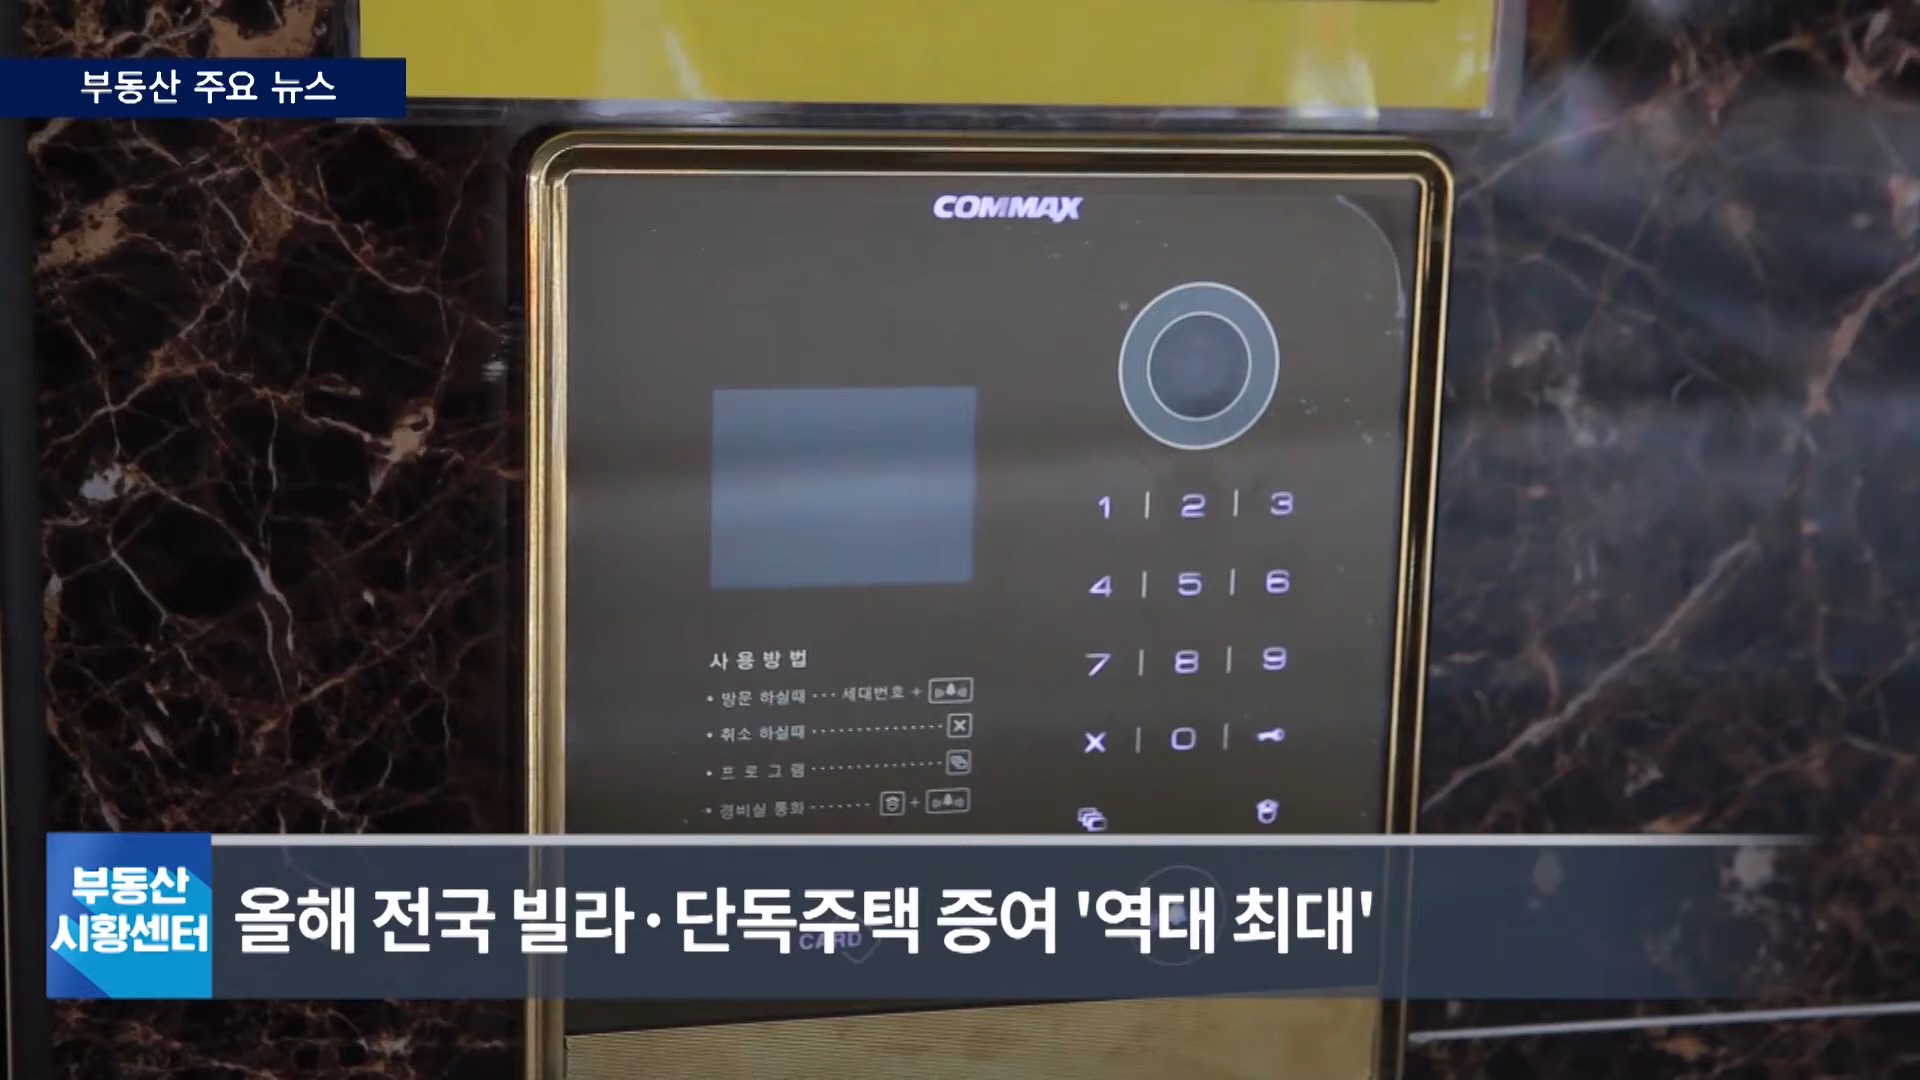 부동산 주요 뉴스
COMMAX
1 | 2 | 3
4 | 5 | 6
7 | 8 | 9
X | 0 |
사용방법
• 방문 하실때 --- 세대번호 +
• 취소 하실때 ------------- X
• 프 로 그 램 -------------
• 경비실 통화 ------- +
부동산
시황센터
올해 전국 빌라·단독주택 증여 '역대 최대'
CARD